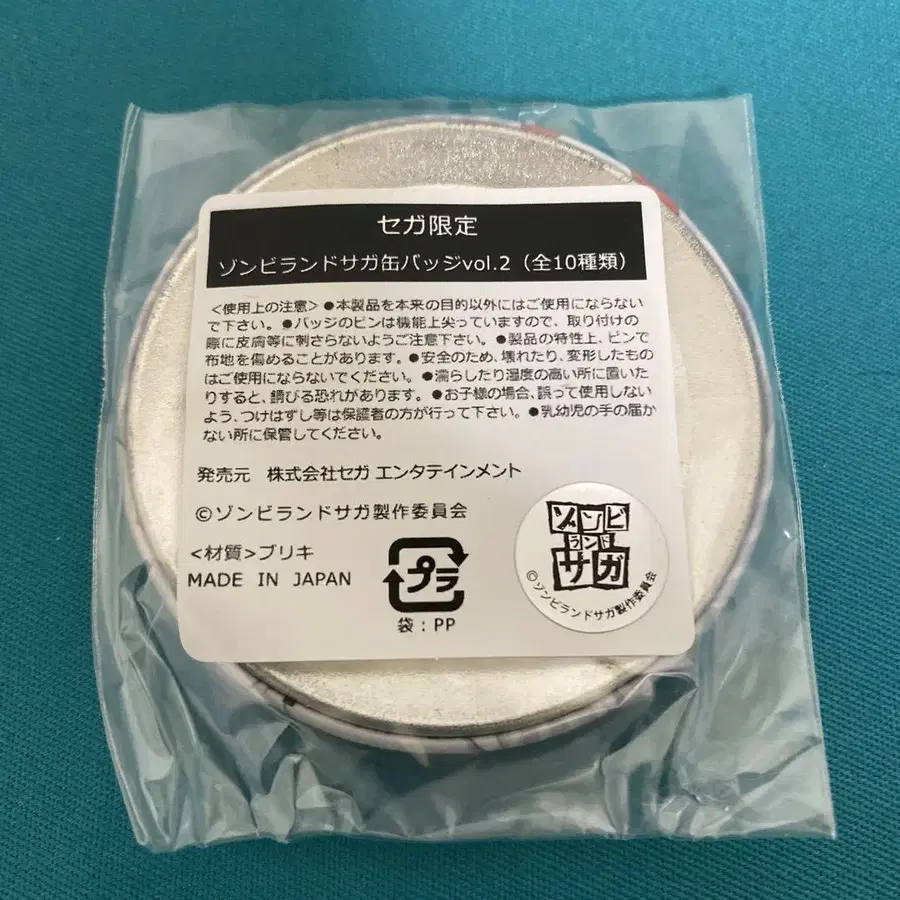 セガ限定
ゾンビランドサガ缶バッジvol.2（全10種類）
＜使用上の注意＞●本製品を本来の目的以外にはご使用にならない
で下さい。●バッジのピンは機能上尖っていますので、取り付けの
際に皮膚等に刺さらないようご注意下さい。●製品の特性上、ピンで
布地を傷めることがあります。●安全のため、壊れたり、変形したもの
はご使用にならないでください。●濡らしたり湿度の高い所に置いた
りすると、錆びる恐れがあります。●お子様の場合、誤って使用しない
よう、つけはずし等は保護者の方が行って下さい。●乳幼児の手の届か
ない所に保管してください。
発売元　株式会社セガ エンタテインメント
©ゾンビランドサガ製作委員会
＜材質＞ブリキ
MADE IN JAPAN
プラ
袋：PP
ゾンビ
ランド
サガ
©ゾンビランドサガ製作委員会